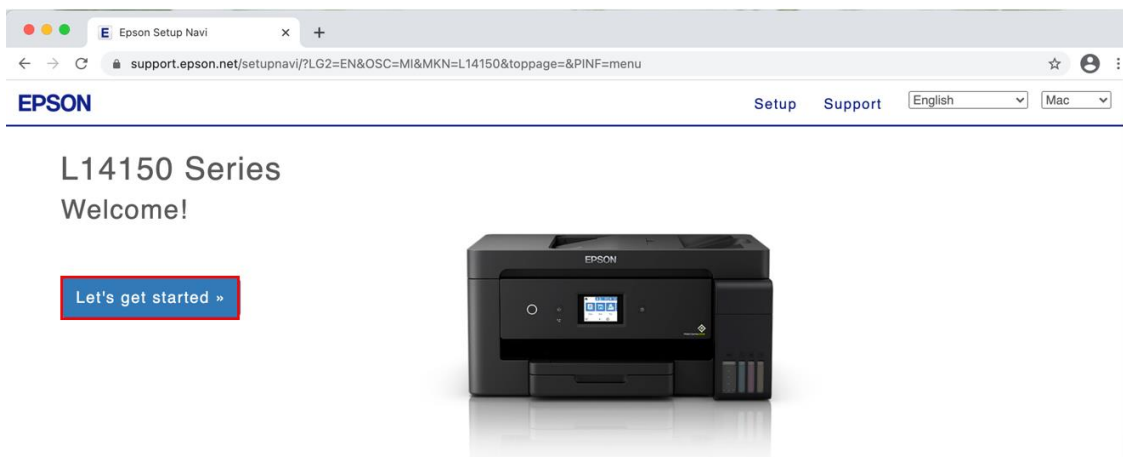 Epson Setup Navi
support.epson.net/setupnavi/?LG2=EN&OSC=MI&MKN=L14150&toppage=&PINF=menu
EPSON Setup Support English Mac
L14150 Series
Welcome!
Let's get started »
EPSON